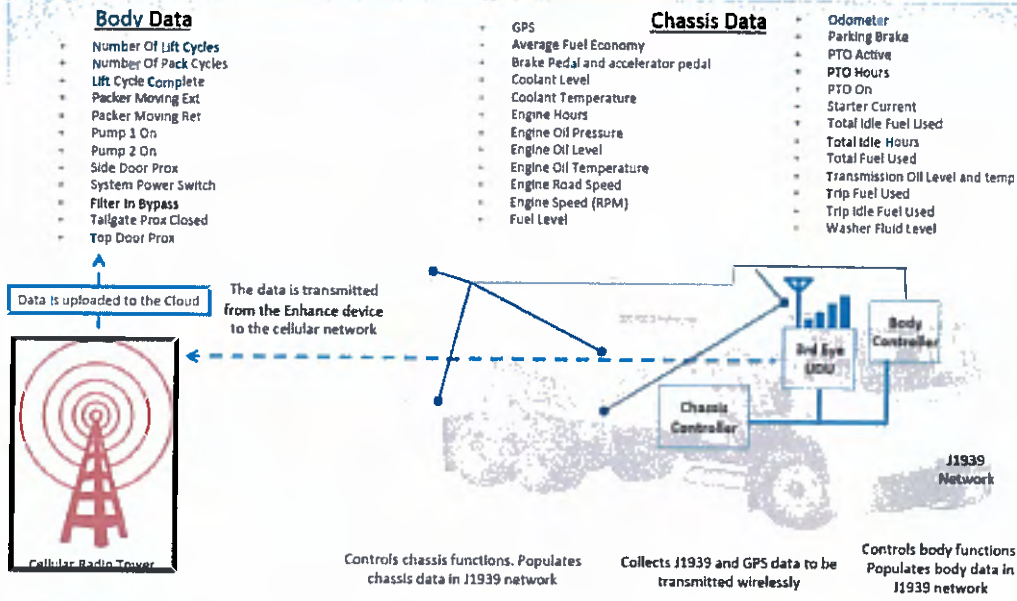 Body Data
Number Of Lift Cycles
Number Of Pack Cycles
Lift Cycle Complete
Packer Moving Ext
Packer Moving Ret
Pump 1 On
Pump 2 On
Side Door Prox
System Power Switch
Filter In Bypass
Tailgate Prox Closed
Top Door Prox
Chassis Data
GPS
Average Fuel Economy
Brake Pedal and accelerator pedal
Coolant Level
Coolant Temperature
Engine Hours
Engine Oil Pressure
Engine Oil Level
Engine Oil Temperature
Engine Road Speed
Engine Speed (RPM)
Fuel Level
Odometer
Parking Brake
PTO Active
PTO Hours
PTO On
Starter Current
Total Idle Fuel Used
Total Idle Hours
Total Fuel Used
Transmission Oil Level and temp
Trip Fuel Used
Trip Idle Fuel Used
Washer Fluid Level
Data is uploaded to the Cloud
The data is transmitted
from the Enhance device
to the cellular network
Cellular Radio Tower
3rd Eye
UDU
Body
Controller
Chassis
Controller
J1939
Network
Controls chassis functions. Populates
chassis data in J1939 network
Collects J1939 and GPS data to be
transmitted wirelessly
Controls body functions
Populates body data in
J1939 network